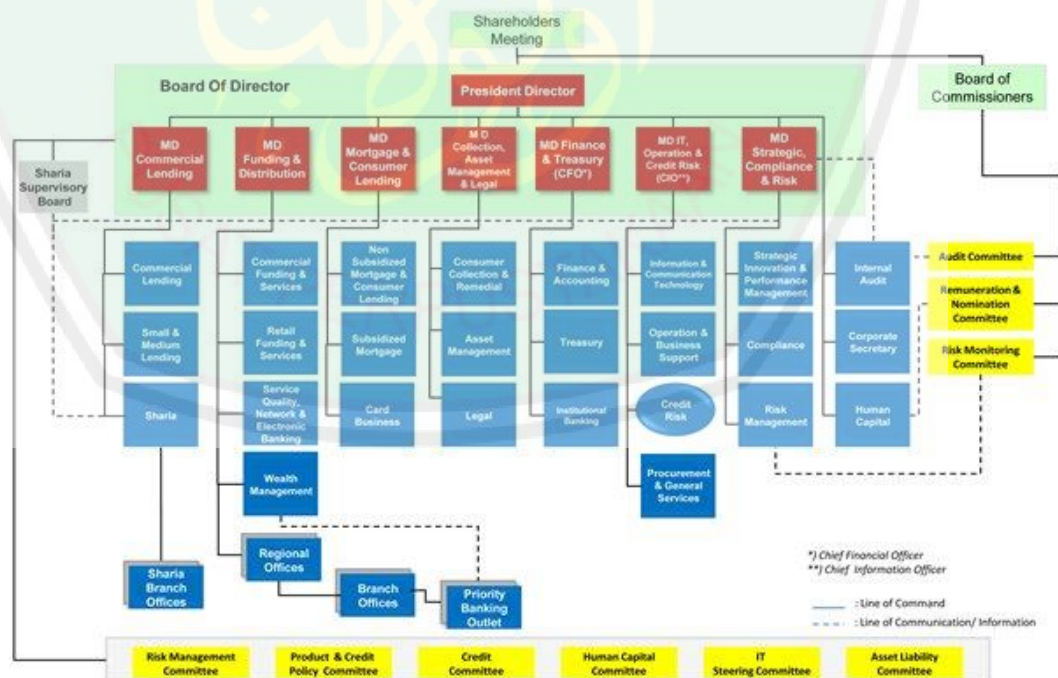 Shareholders
Meeting
Board Of Director
President Director
Board of
Commissioners
Sharia
Supervisory
Board
MD
Commercial
Lending
MD
Funding &
Distribution
MD
Mortgage &
Consumer
Lending
M D
Collection,
Asset
Management
& Legal
MD Finance
& Treasury
(CFO*)
MD IT,
Operation &
Credit Risk
(CIO**)
MD
Strategic,
Compliance
& Risk
Commercial
Lending
Commercial
Funding &
Services
Non
Subsidized
Mortgage &
Consumer
Lending
Consumer
Collection &
Remedial
Finance &
Accounting
Information &
Communication
Technology
Strategic
Innovation &
Performance
Management
Internal
Audit
Audit Committee
Remuneration &
Nomination
Committee
Risk Monitoring
Committee
Small &
Medium
Lending
Retail
Funding
& Services
Subsidized
Mortgage
Asset
Management
Treasury
Operation &
Business
Support
Compliance
Corporate
Secretary
Sharia
Service
Quality,
Network &
Electronic
Banking
Card
Business
Legal
Institutional
Banking
Credit
Risk
Risk
Management
Human
Capital
Wealth
Management
Procurement
& General
Services
Sharia
Branch
Offices
Regional
Offices
Branch
Offices
Priority
Banking
Outlet
*) Chief Financial Officer
**) Chief Information Officer
: Line of Command
: Line of Communication/ Information
Risk Management
Committee
Product & Credit
Policy Committee
Credit
Committee
Human Capital
Committee
IT
Steering Committee
Asset Liability
Committee